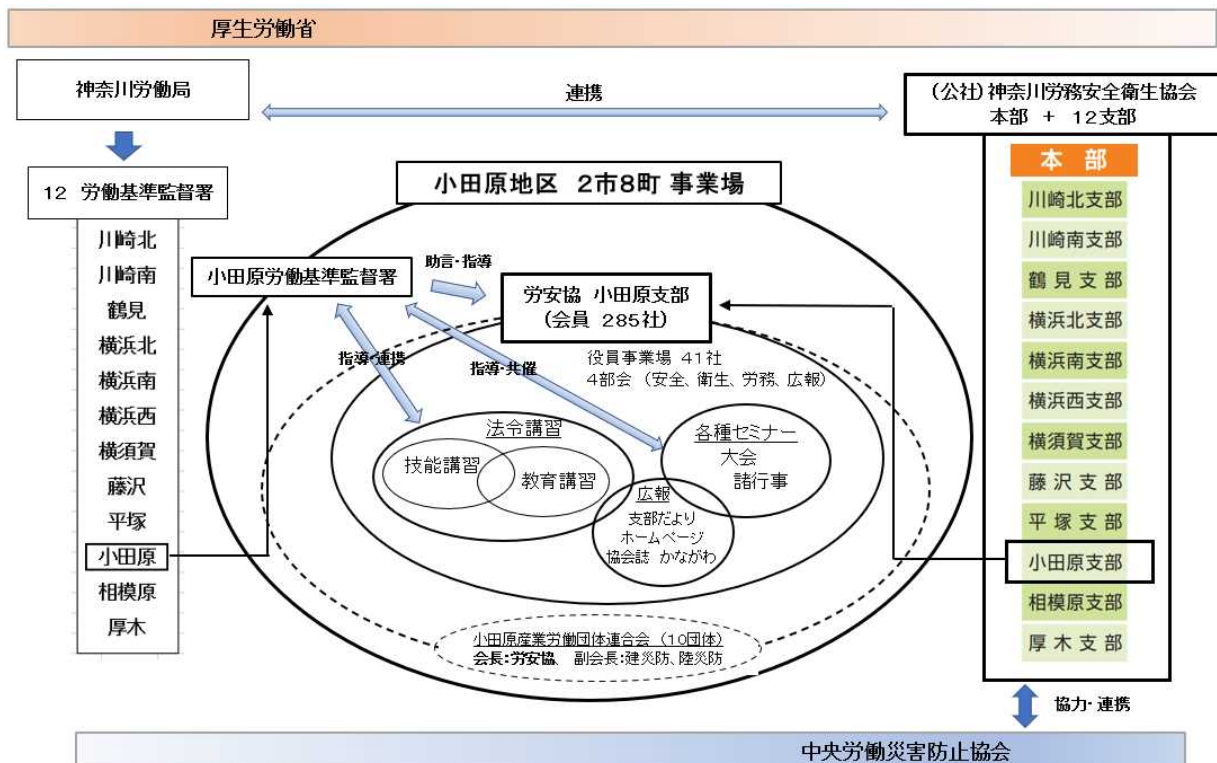 厚生労働省
神奈川労働局
連携
(公社)神奈川労務安全衛生協会
本部 + 12支部
12 労働基準監督署
川崎北
川崎南
鶴見
横浜北
横浜南
横浜西
横須賀
藤沢
平塚
小田原
相模原
厚木
小田原地区 2市8町 事業場
小田原労働基準監督署
助言・指導
労安協 小田原支部
(会員 285社)
指導・連携
指導・共催
役員事業場 41社
4部会 (安全、衛生、労務、広報)
法令講習
技能講習
教育講習
各種セミナー
大会
諸行事
広報
支部だより
ホームページ
協会誌 かながわ
小田原産業労働団体連合会 (10団体)
会長:労安協、 副会長:建災防、陸災防
本部
川崎北支部
川崎南支部
鶴見支部
横浜北支部
横浜南支部
横浜西支部
横須賀支部
藤沢支部
平塚支部
小田原支部
相模原支部
厚木支部
協力・連携
中央労働災害防止協会